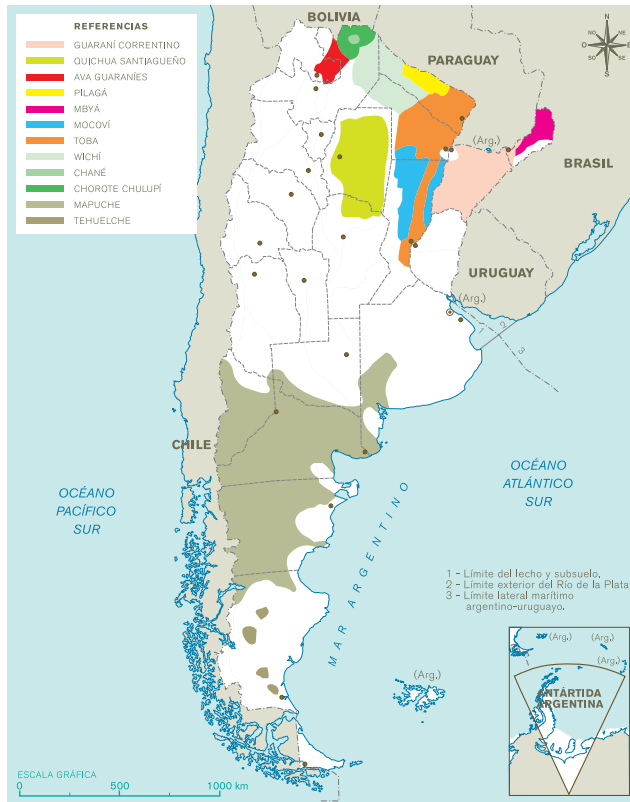 REFERENCIAS
GUARANÍ CORRENTINO
QUICHUA SANTIAGUEÑO
AVA GUARANÍES
PILAGÁ
MBYÁ
MOCOVÍ
TOBA
WICHÍ
CHANÉ
CHOROTE CHULUPÍ
MAPUCHE
TEHUELCHE
BOLIVIA
PARAGUAY
(Arg.)
BRASIL
URUGUAY
(Arg.)
1
2
3
N
NO
NE
O
E
SO
SE
S
CHILE
OCÉANO
PACÍFICO
SUR
OCÉANO
ATLÁNTICO
SUR
MAR ARGENTINO
1 - Límite del lecho y subsuelo.
2 - Límite exterior del Río de la Plata
3 - Límite lateral marítimo
argentino-uruguayo.
(Arg.)
(Arg.)
(Arg.)
(Arg.)
ANTÁRTIDA
ARGENTINA
ESCALA GRÁFICA
0
500
1000 km